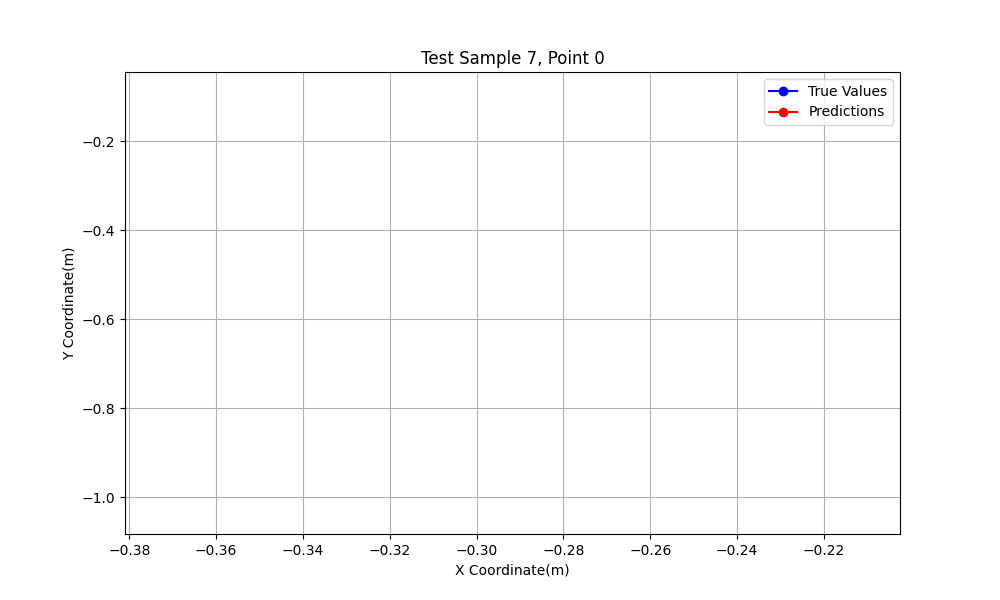 Test Sample 7, Point 0
True Values
Predictions
Y Coordinate(m)
−0.2
−0.4
−0.6
−0.8
−1.0
−0.38 −0.36 −0.34 −0.32 −0.30 −0.28 −0.26 −0.24 −0.22
X Coordinate(m)